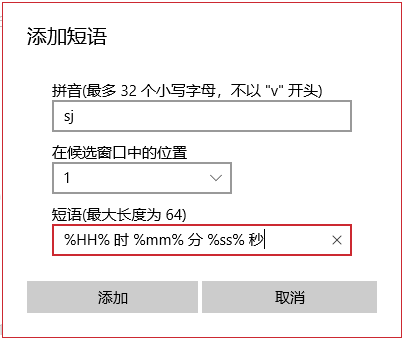 添加短语
拼音(最多 32 个小写字母，不以 "v" 开头)
sj
在候选窗口中的位置
1
短语(最大长度为 64)
%HH% 时 %mm% 分 %ss% 秒
添加
取消